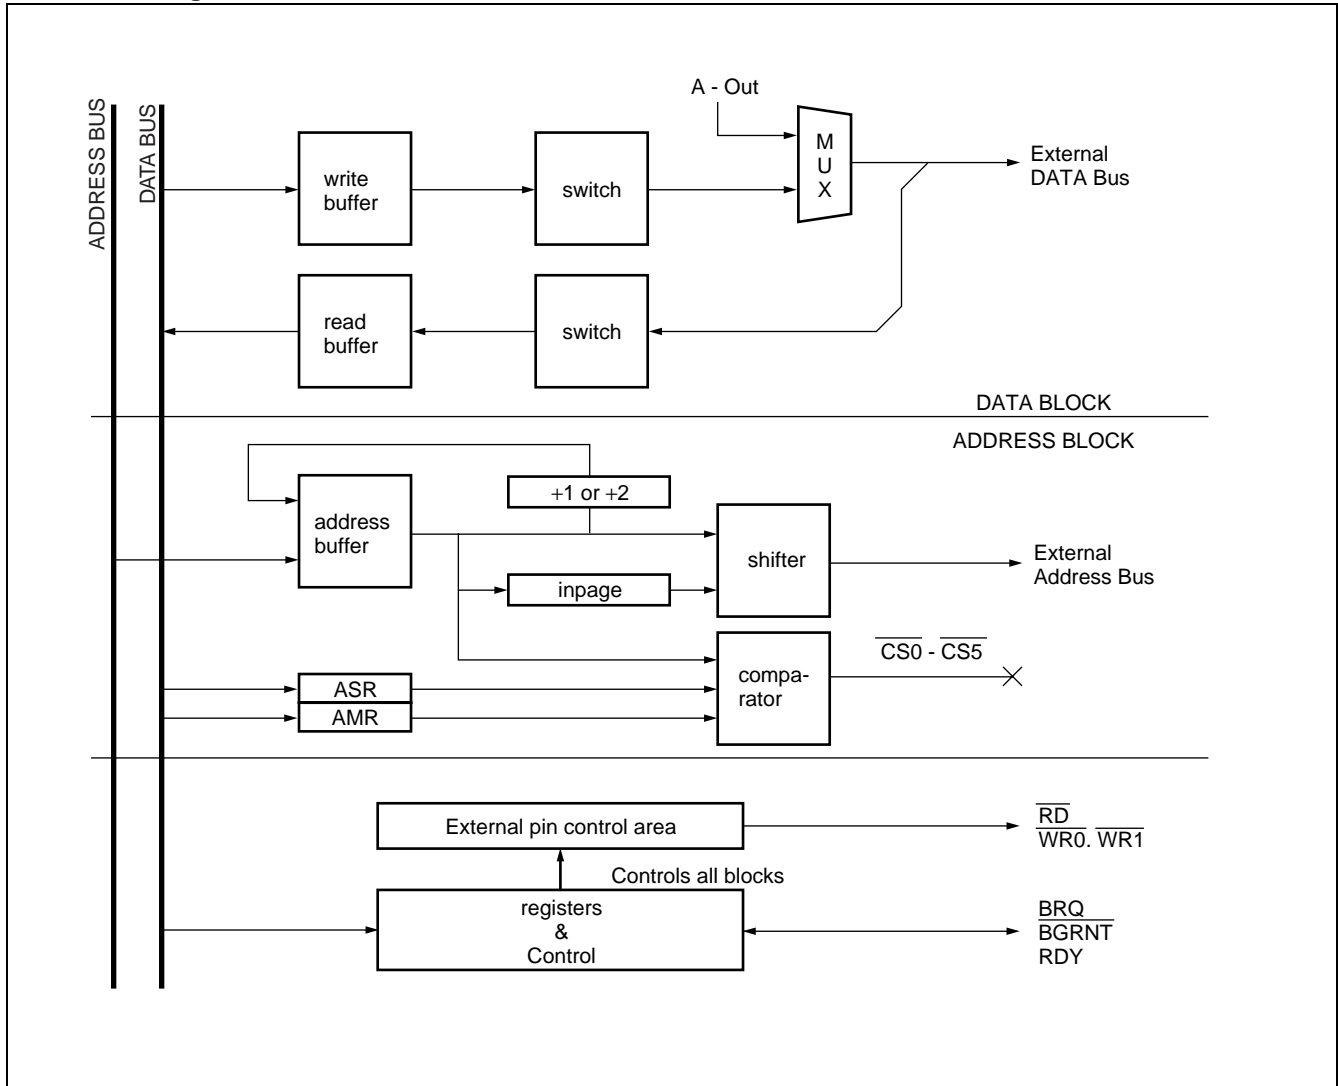 ADDRESS BUS
DATA BUS
A - Out
M
U
X
External
DATA Bus
write
buffer
switch
read
buffer
switch
DATA BLOCK
ADDRESS BLOCK
+1 or +2
address
buffer
shifter
External
Address Bus
inpage
CS0 - CS5
compa-
rator
ASR
AMR
External pin control area
RD
WR0. WR1
Controls all blocks
registers
&
Control
BRQ
BGRNT
RDY